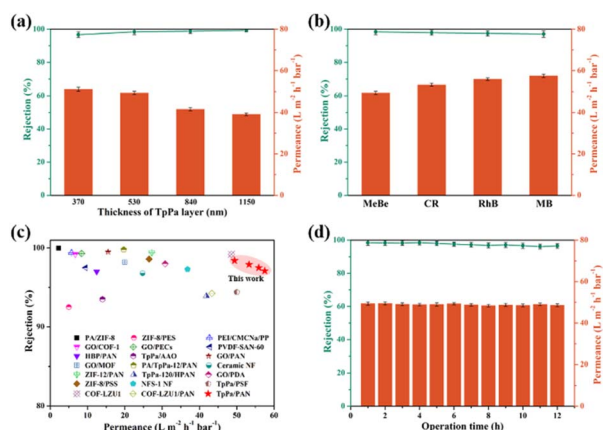 (a)
100
80
60
40
20
0
Rejection (%)
80
60
40
20
0
Permeance (L m⁻² h⁻¹ bar⁻¹)
370 530 840 1150
Thickness of TpPa layer (nm)
(b)
100
80
60
40
20
0
Rejection (%)
80
60
40
20
0
Permeance (L m⁻² h⁻¹ bar⁻¹)
MeBe CR RhB MB
(c)
100
95
90
80
Rejection (%)
This work
PA/ZIF-8 ZIF-8/PES PEI/CMCNa/PP
GO/COF-1 GO/PECs PVDF-SAN-60
HBP/PAN TpPa/AAO GO/PAN
GO/MOF PA/TpPa-12/PAN Ceramic NF
ZIF-12/PAN TpPa-120/HPAN GO/PDA
ZIF-8/PSS NFS-1 NF TpPa/PSF
COF-LZU1 COF-LZU1/PAN TpPa/PAN
0 10 20 30 40 50 60
Permeance (L m⁻² h⁻¹ bar⁻¹)
(d)
100
80
60
40
20
0
Rejection (%)
80
60
40
20
0
Permeance (L m⁻² h⁻¹ bar⁻¹)
0 2 4 6 8 10 12
Operation time (h)